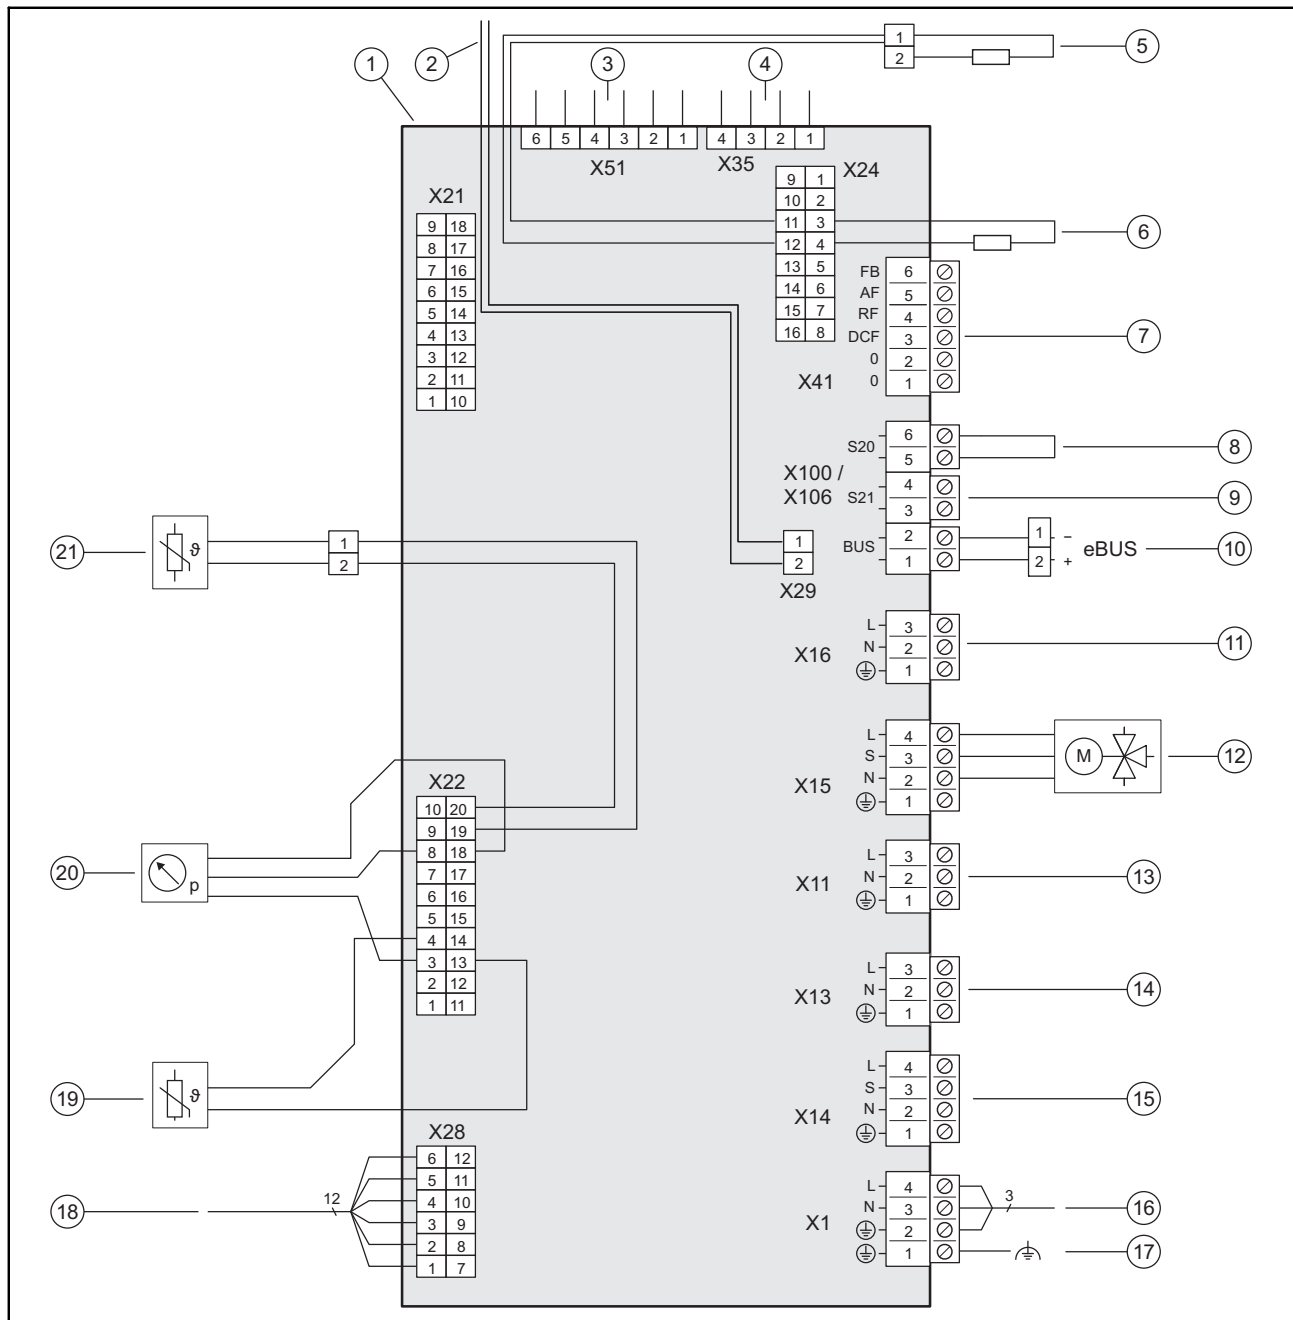 1
2
3
4
5
1
2
6 5 4 3 2 1
4 3 2 1
X51
X35
X24
9 1
10 2
11 3
12 4
13 5
14 6
15 7
16 8
6
X21
9 18
8 17
7 16
6 15
5 14
4 13
3 12
2 11
1 10
FB 6
AF 5
RF 4
DCF 3
0 2
0 1
X41
7
S20
6
5
8
X100 /
X106
S21
4
3
9
BUS
2
1
1 –
2 +
eBUS
10
1
2
X29
21
ϑ
1
2
X16
L 3
N 2
1
11
X15
L 4
S 3
N 2
1
M
12
X22
10 20
9 19
8 18
7 17
6 16
5 15
4 14
3 13
2 12
1 11
20
p
X11
L 3
N 2
1
13
X13
L 3
N 2
1
14
19
ϑ
X14
L 4
S 3
N 2
1
15
X28
6 12
5 11
4 10
3 9
2 8
1 7
18
12
X1
L 4
N 3
2
1
3
16
17